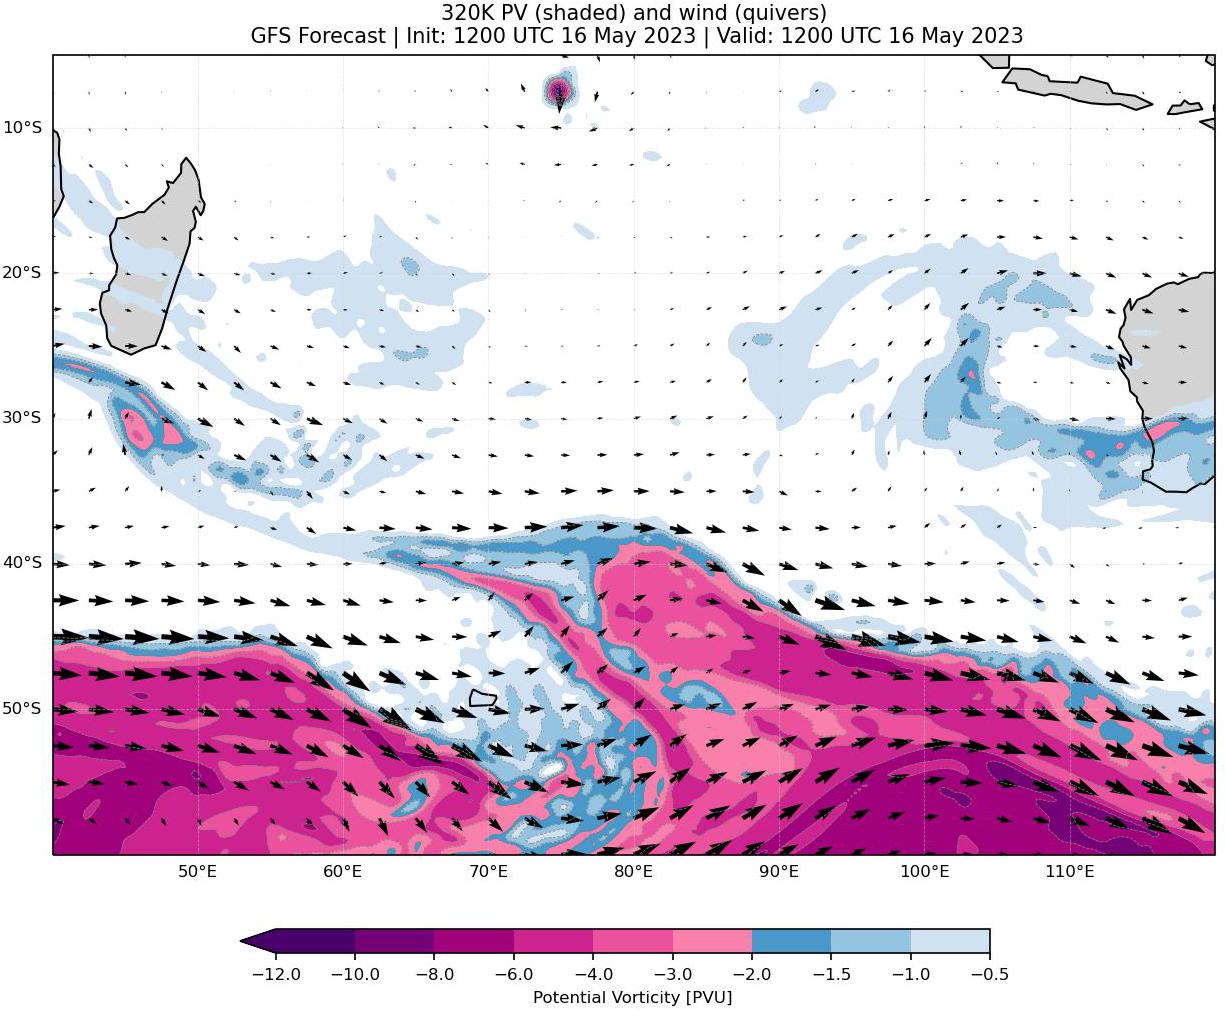 320K PV (shaded) and wind (quivers)
GFS Forecast | Init: 1200 UTC 16 May 2023 | Valid: 1200 UTC 16 May 2023
10°S
20°S
30°S
40°S
50°S
50°E 60°E 70°E 80°E 90°E 100°E 110°E
−12.0 −10.0 −8.0 −6.0 −4.0 −3.0 −2.0 −1.5 −1.0 −0.5
Potential Vorticity [PVU]